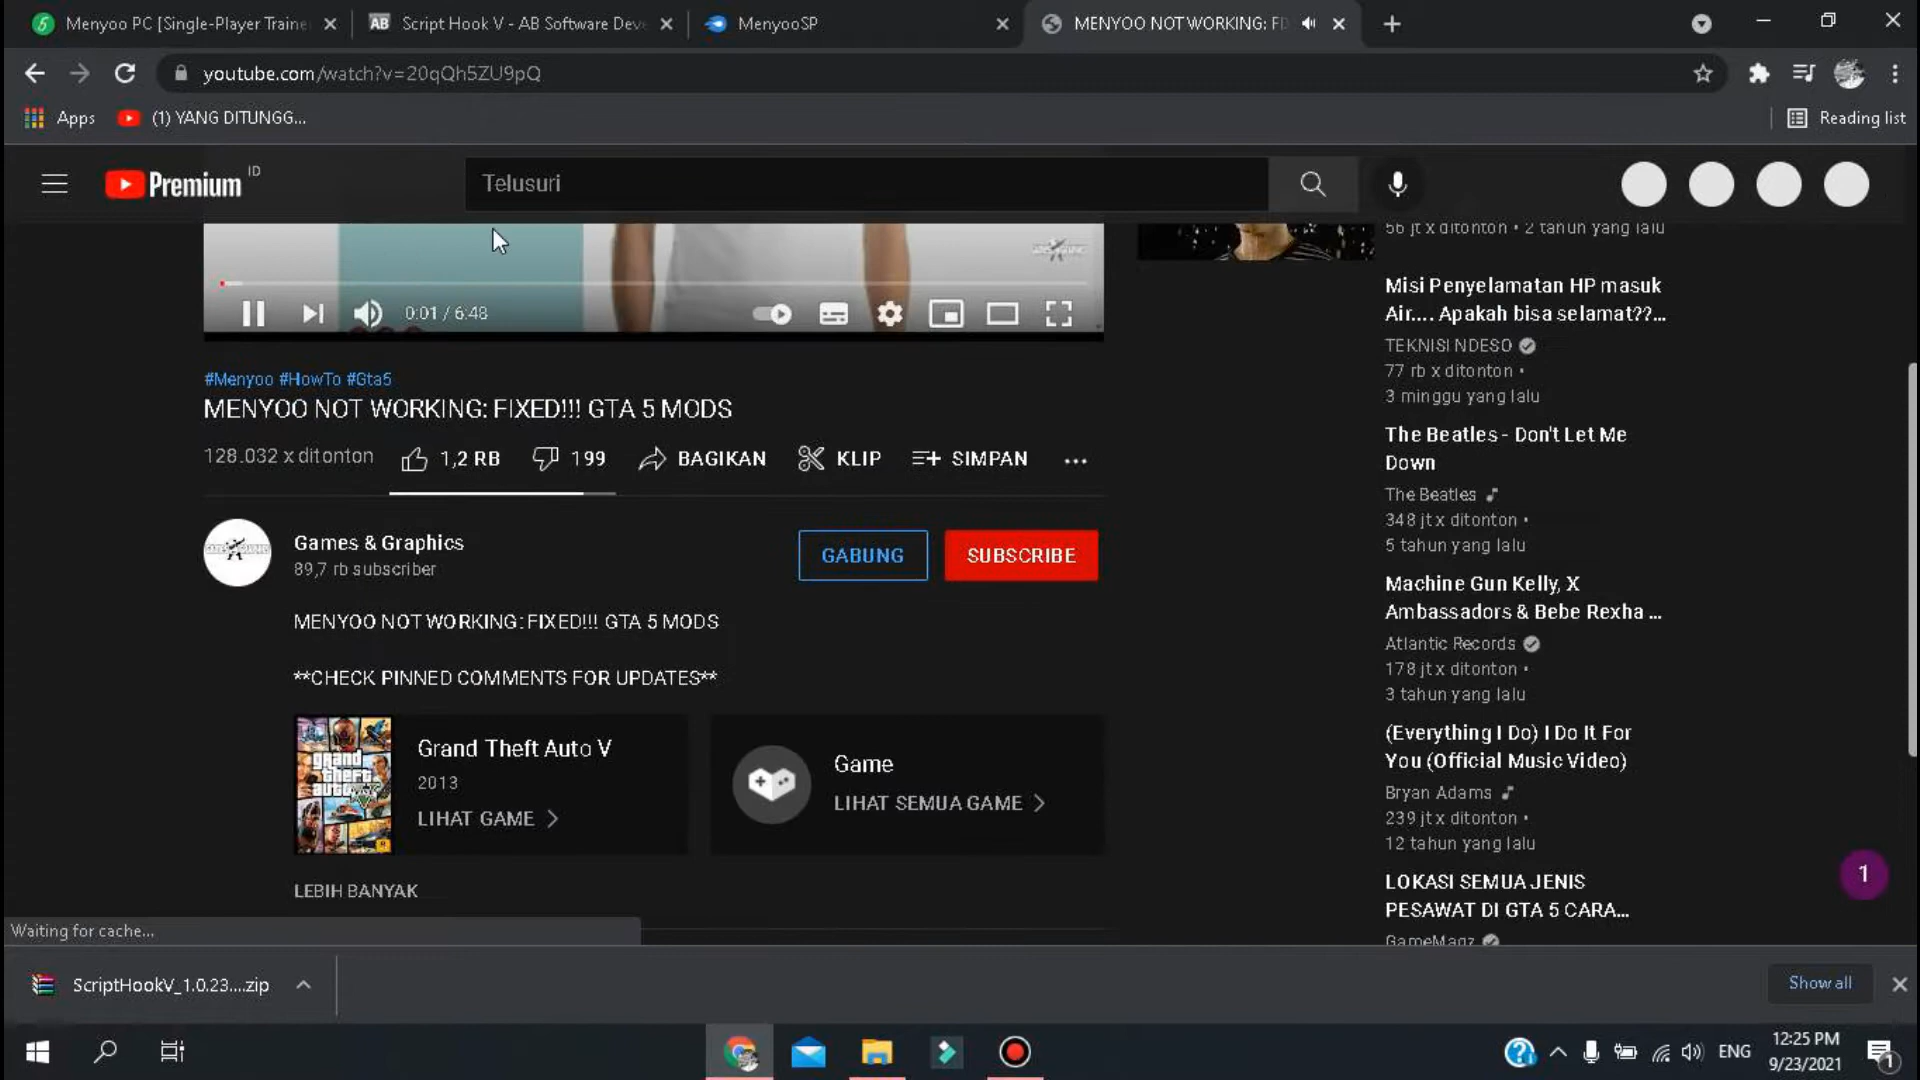 Menyoo PC [Single-Player Traine
AB Script Hook V - AB Software Deve
MenyooSP
MENYOO NOT WORKING: FI
youtube.com/watch?v=20qQh5ZU9pQ
Apps
(1) YANG DITUNGG...
Reading list
Premium ID
Telusuri
56 jt x ditonton • 2 tahun yang lalu
0:01 / 6:48
Misi Penyelamatan HP masuk
Air.... Apakah bisa selamat??...
TEKNISI NDESO
77 rb x ditonton •
3 minggu yang lalu
#Menyoo #HowTo #Gta5
MENYOO NOT WORKING: FIXED!!! GTA 5 MODS
128.032 x ditonton
1,2 RB
199
BAGIKAN
KLIP
SIMPAN
The Beatles - Don't Let Me
Down
The Beatles
348 jt x ditonton •
5 tahun yang lalu
Games & Graphics
89,7 rb subscriber
GABUNG
SUBSCRIBE
Machine Gun Kelly, X
Ambassadors & Bebe Rexha ...
Atlantic Records
178 jt x ditonton •
3 tahun yang lalu
MENYOO NOT WORKING: FIXED!!! GTA 5 MODS
**CHECK PINNED COMMENTS FOR UPDATES**
Grand Theft Auto V
2013
LIHAT GAME
Game
LIHAT SEMUA GAME
(Everything I Do) I Do It For
You (Official Music Video)
Bryan Adams
239 jt x ditonton •
12 tahun yang lalu
LEBIH BANYAK
LOKASI SEMUA JENIS
PESAWAT DI GTA 5 CARA...
GameMagz
1
Waiting for cache...
ScriptHookV_1.0.23....zip
Show all
ENG
12:25 PM
9/23/2021
1